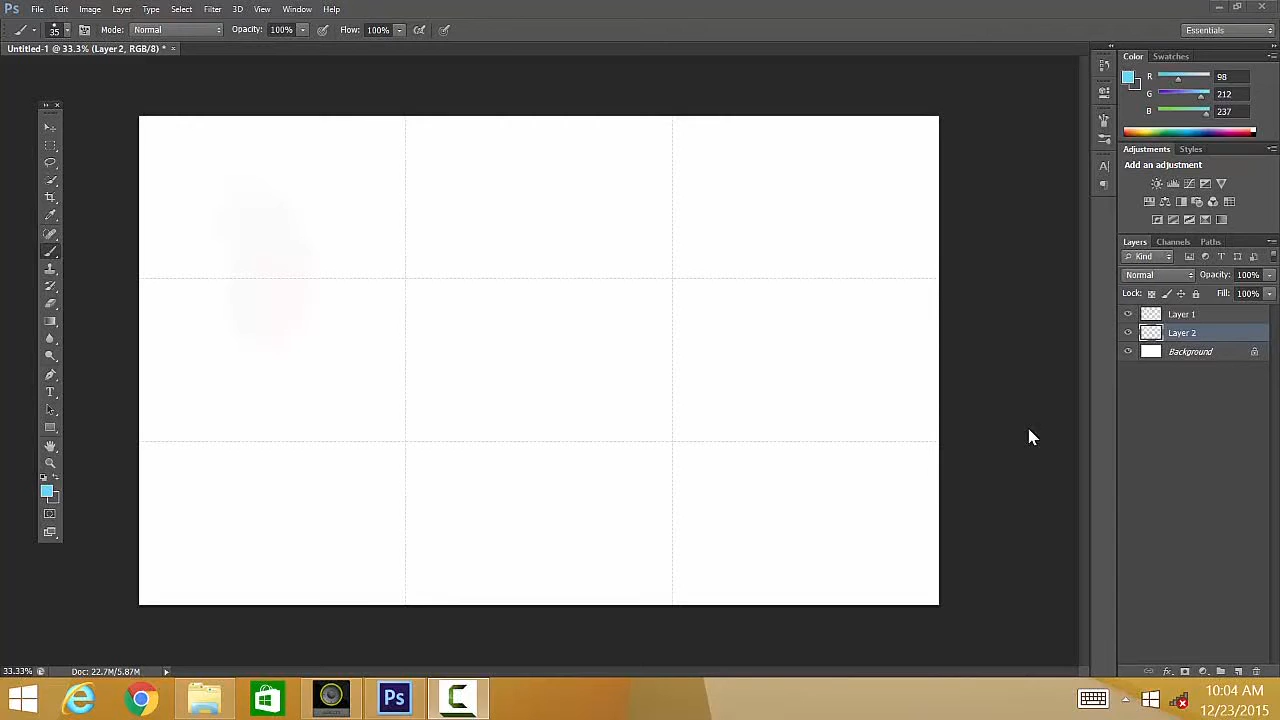 Ps File Edit Image Layer Type Select Filter 3D View Window Help
35 Mode: Normal Opacity: 100% Flow: 100% Essentials
Untitled-1 @ 33.3% (Layer 2, RGB/8) * ×
Color Swatches
R 98
G 212
B 237
Adjustments Styles
Add an adjustment
Layers Channels Paths
Kind
Normal Opacity: 100%
Lock: Fill: 100%
Layer 1
Layer 2
Background
33.33% Doc: 22.7M/5.87M
Ps
10:04 AM
12/23/2015